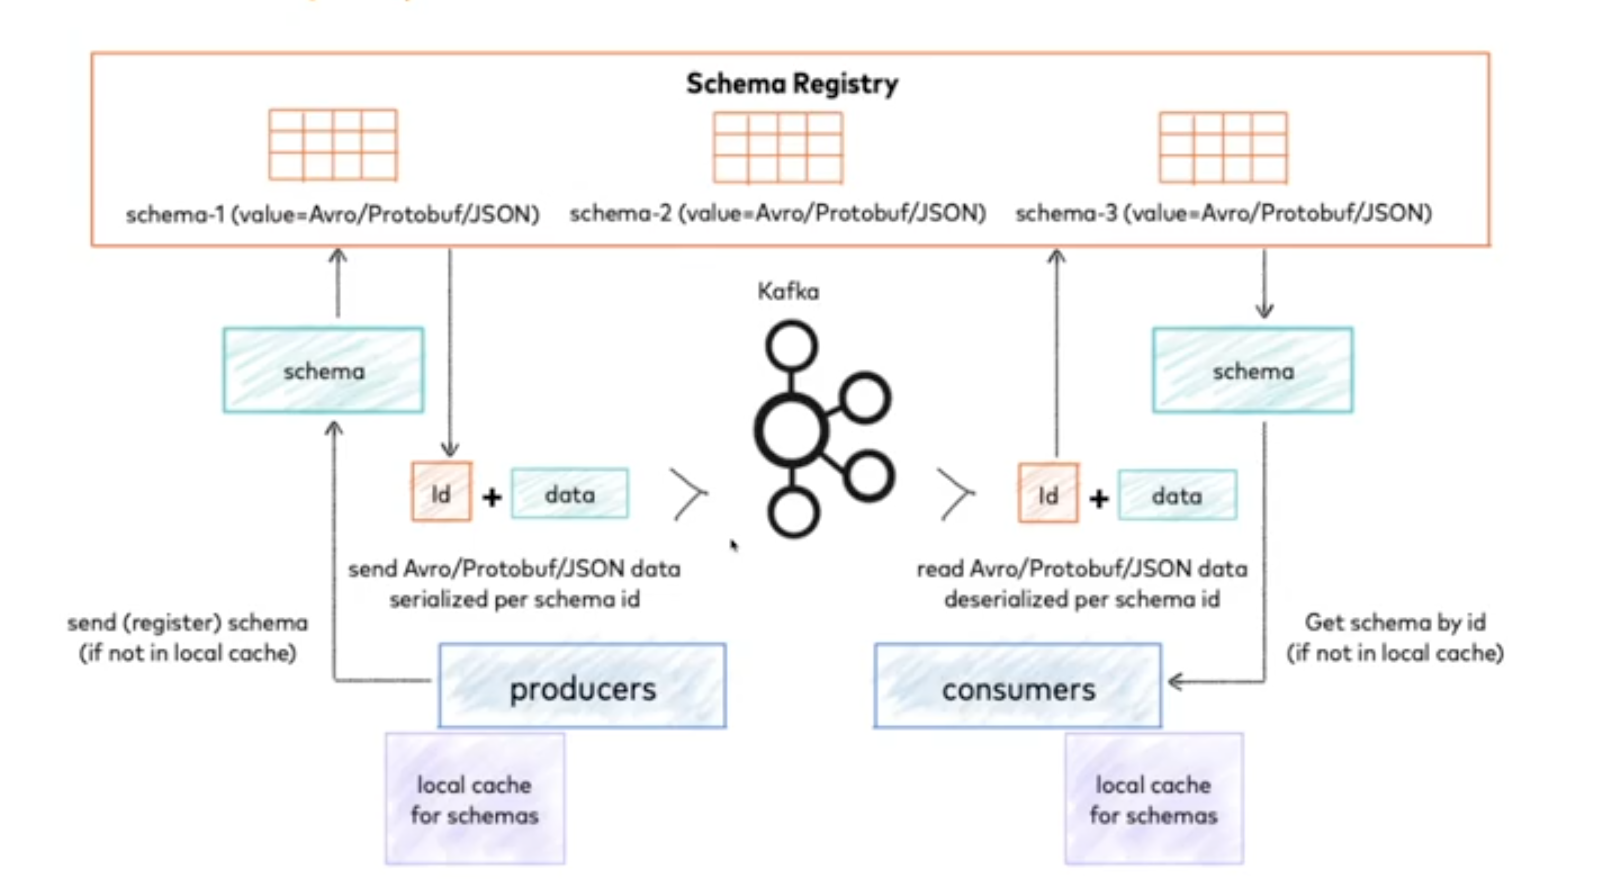 Schema Registry
schema-1 (value=Avro/Protobuf/JSON)
schema-2 (value=Avro/Protobuf/JSON)
schema-3 (value=Avro/Protobuf/JSON)
Kafka
schema
schema
Id + data
Id + data
send Avro/Protobuf/JSON data
serialized per schema id
read Avro/Protobuf/JSON data
deserialized per schema id
send (register) schema
(if not in local cache)
Get schema by id
(if not in local cache)
producers
consumers
local cache
for schemas
local cache
for schemas